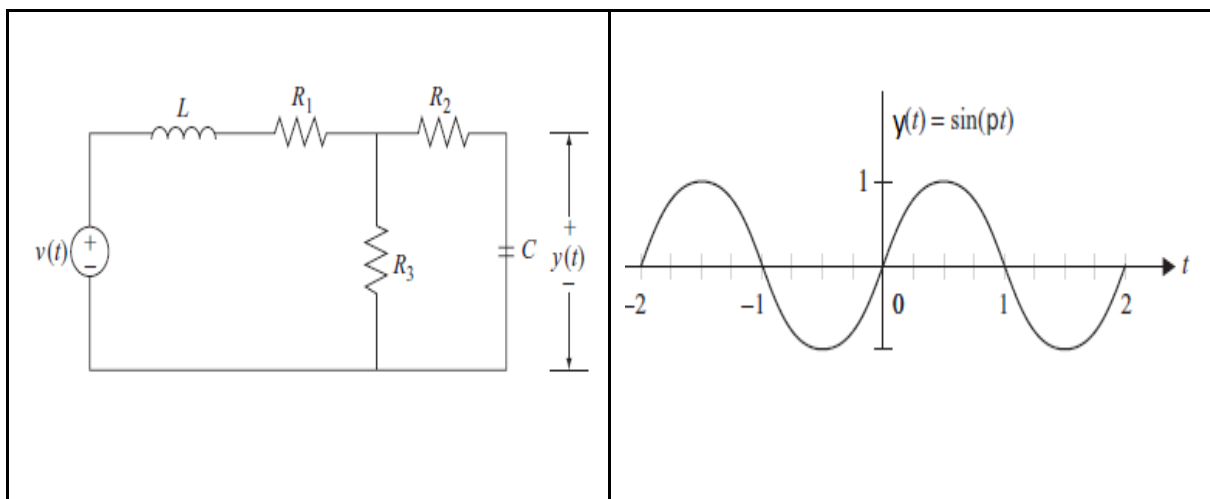 L
R1
R2
v(t)
+
−
R3
C
+
y(t)
−
y(t) = sin(pt)
1
t
–2
–1
0
1
2